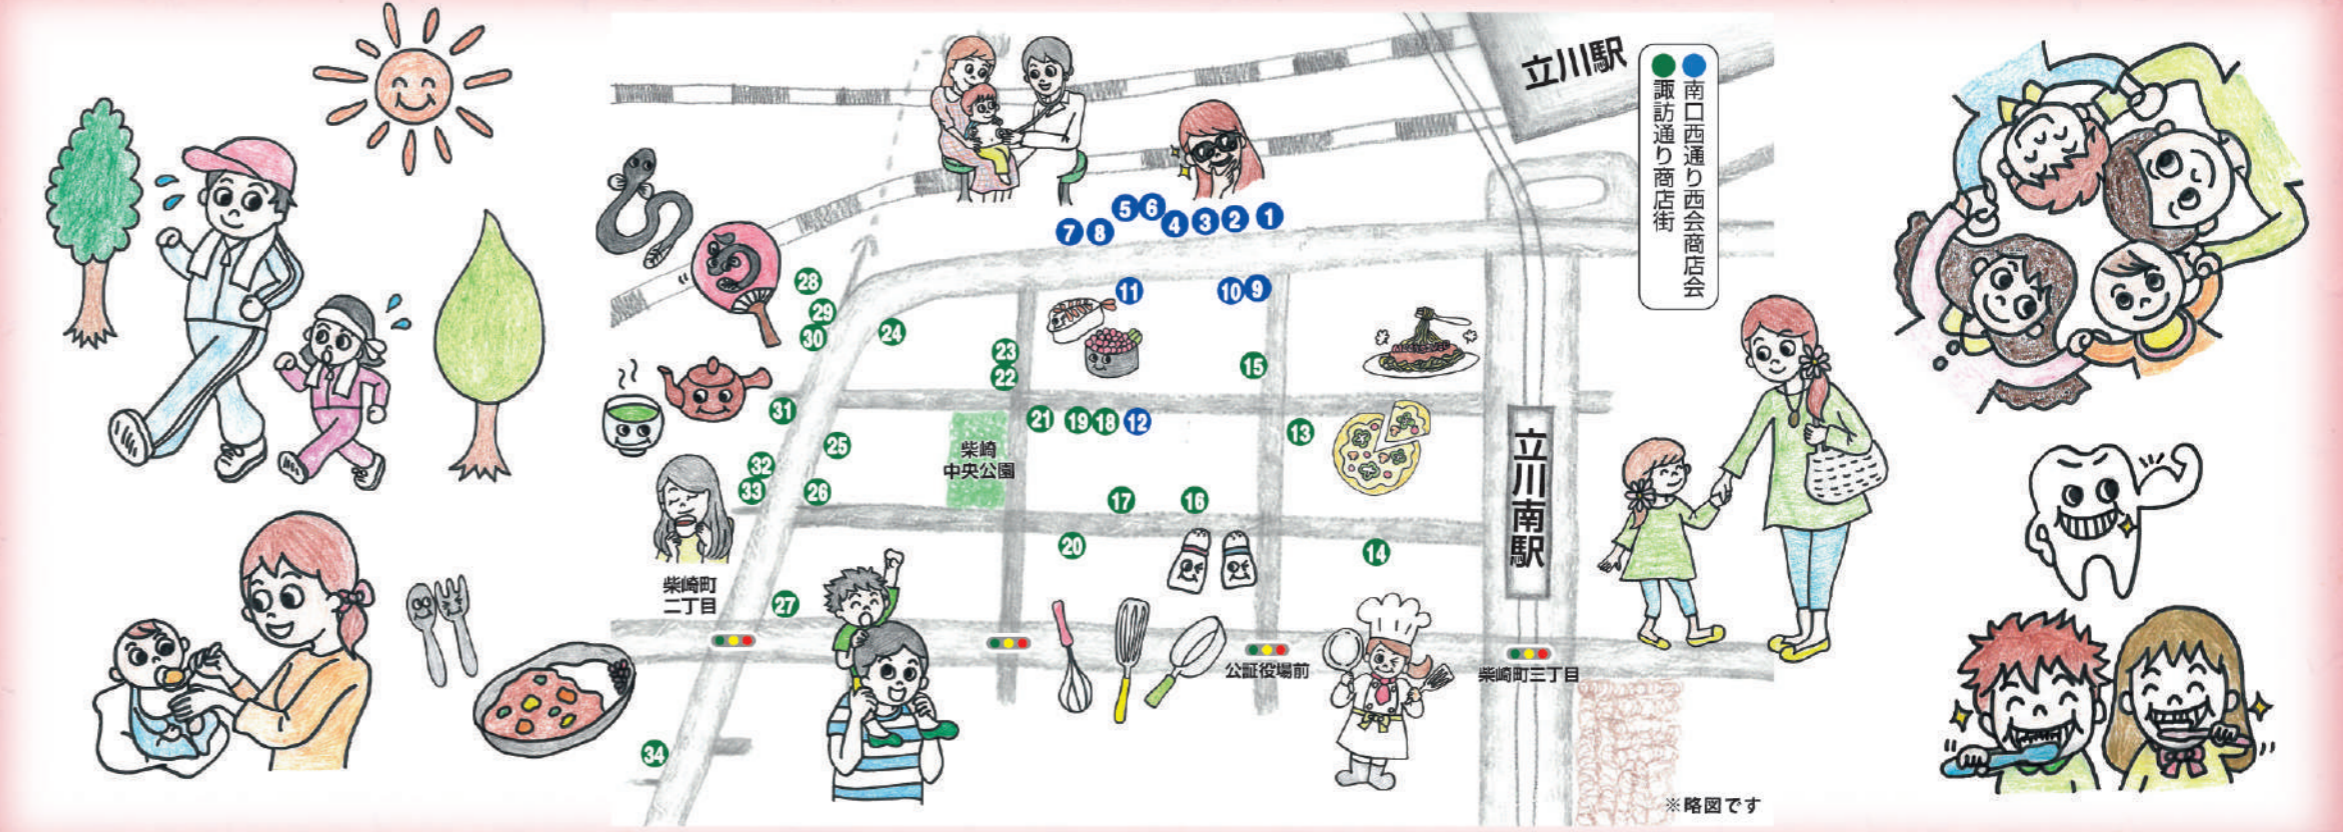 立川駅
南口西通り西会商店会
諏訪通り商店街
5 6
7 8 4 3 2 1
28
11 10 9
29
30 24
23
22 15
31
21 19 18 12 13
25
柴崎
中央公園
32
33 26
17 16
立川南駅
20 14
柴崎町
二丁目
27
公証役場前
柴崎町三丁目
34
※略図です